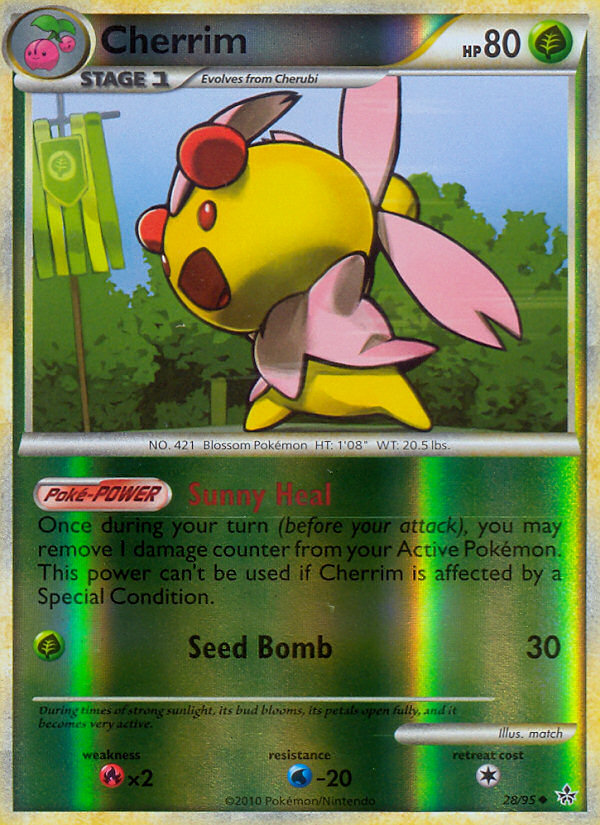 Cherrim
HP 80
STAGE 1
Evolves from Cherubi
NO. 421 Blossom Pokémon HT: 1'08" WT: 20.5 lbs.
Poké-POWER Sunny Heal
Once during your turn (before your attack), you may
remove 1 damage counter from your Active Pokémon.
This power can't be used if Cherrim is affected by a
Special Condition.
Seed Bomb 30
During times of strong sunlight, its bud blooms, its petals open fully, and it
becomes very active.
Illus. match
weakness resistance retreat cost
×2 -20
©2010 Pokémon/Nintendo 28/95